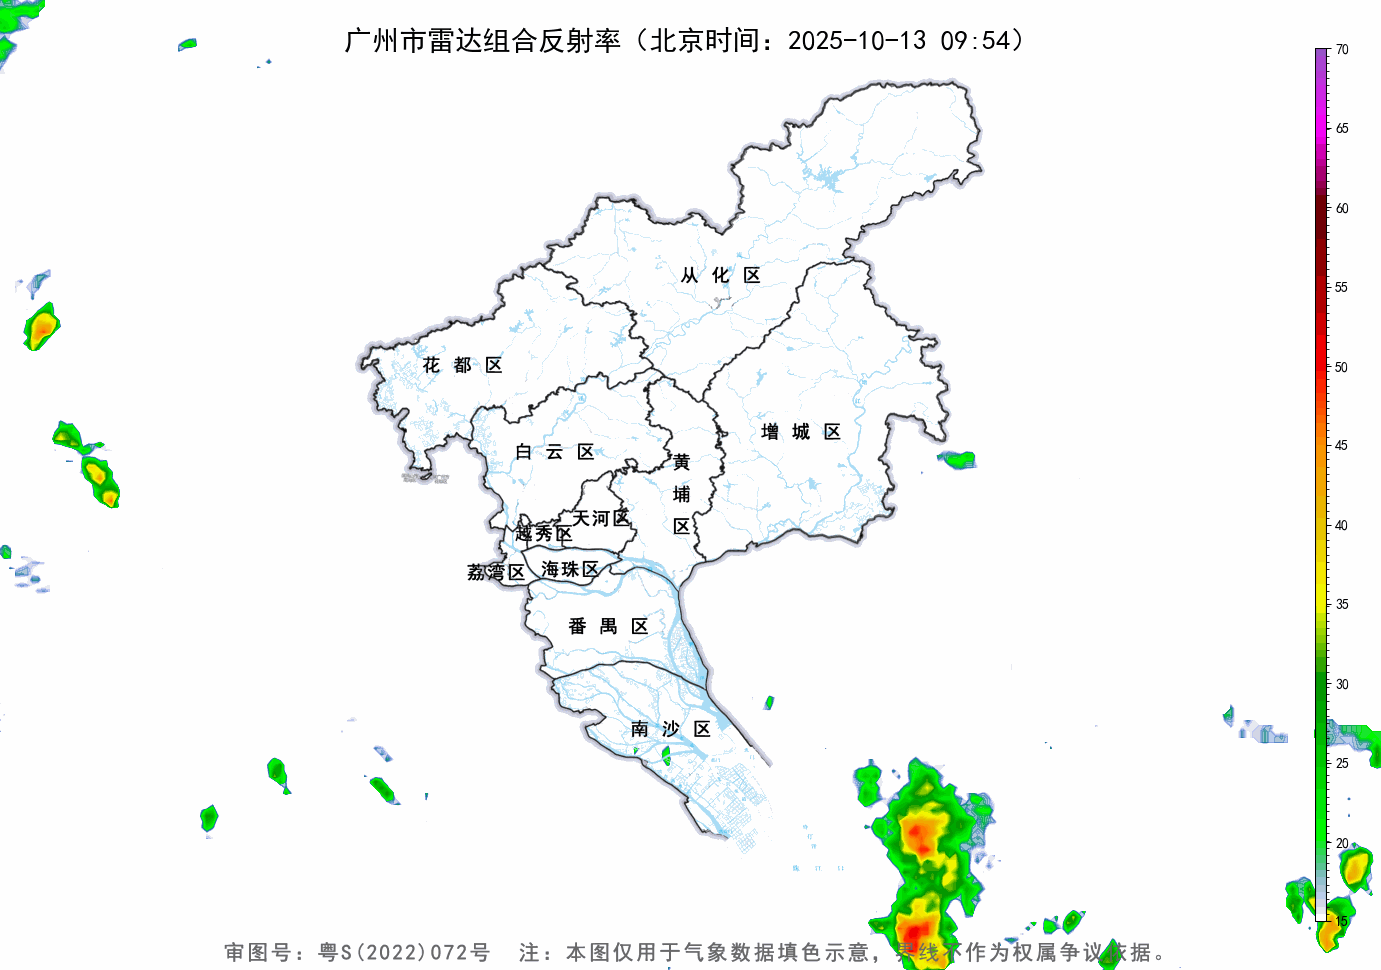 广州市雷达组合反射率（北京时间：2025-10-13 09:54）
70
65
60
55
50
45
40
35
30
25
20
15
从化区
花都区
增城区
白云区
黄埔区
天河区
越秀区
荔湾区
海珠区
番禺区
南沙区
审图号：粤S(2022)072号 注：本图仅用于气象数据填色示意，界线不作为权属争议依据。